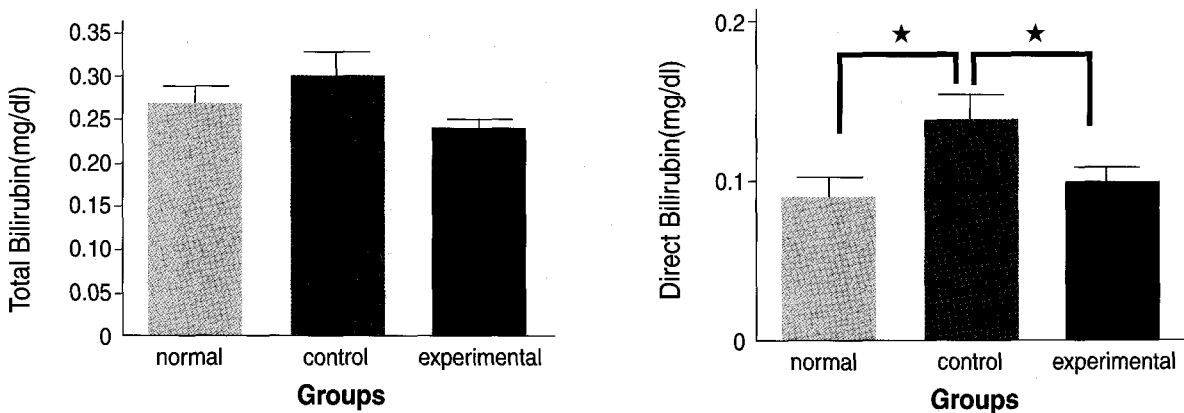 Total Bilirubin(mg/dl)
0.35
0.30
0.25
0.20
0.15
0.10
0.05
0
normal control experimental
Groups
Direct Bilirubin(mg/dl)
0.2
0.1
0
★ ★
normal control experimental
Groups